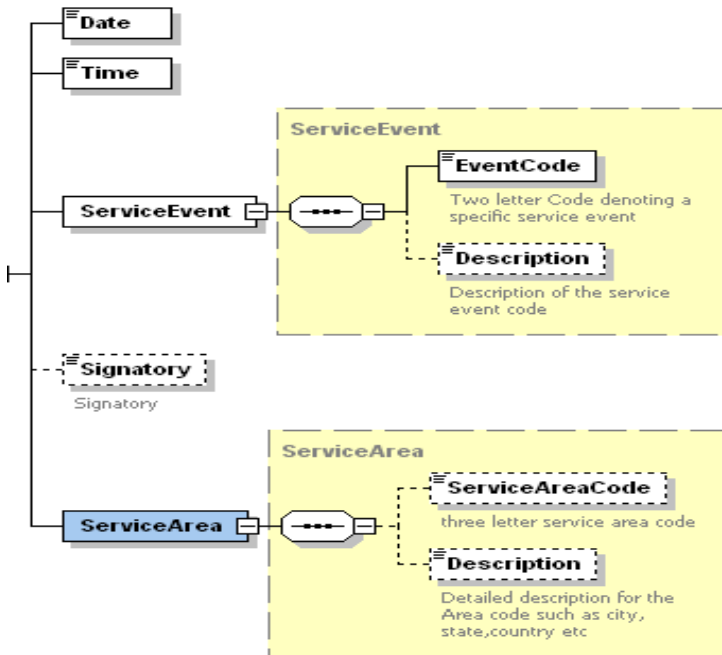 Date
Time
ServiceEvent
EventCode
Two letter Code denoting a
specific service event
ServiceEvent
Description
Description of the service
event code
Signatory
Signatory
ServiceArea
ServiceAreaCode
three letter service area code
ServiceArea
Description
Detailed description for the
Area code such as city,
state,country etc